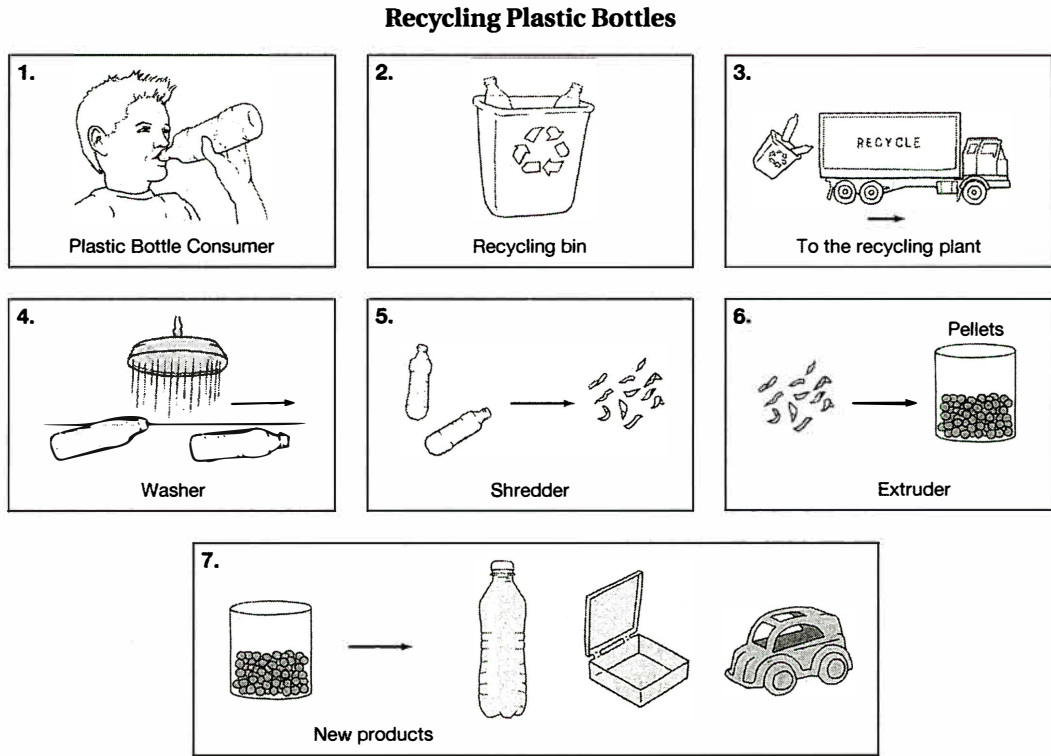 Recycling Plastic Bottles
1.
Plastic Bottle Consumer
2.
Recycling bin
3.
RECYCLE
To the recycling plant
4.
Washer
5.
Shredder
6.
Pellets
Extruder
7.
New products